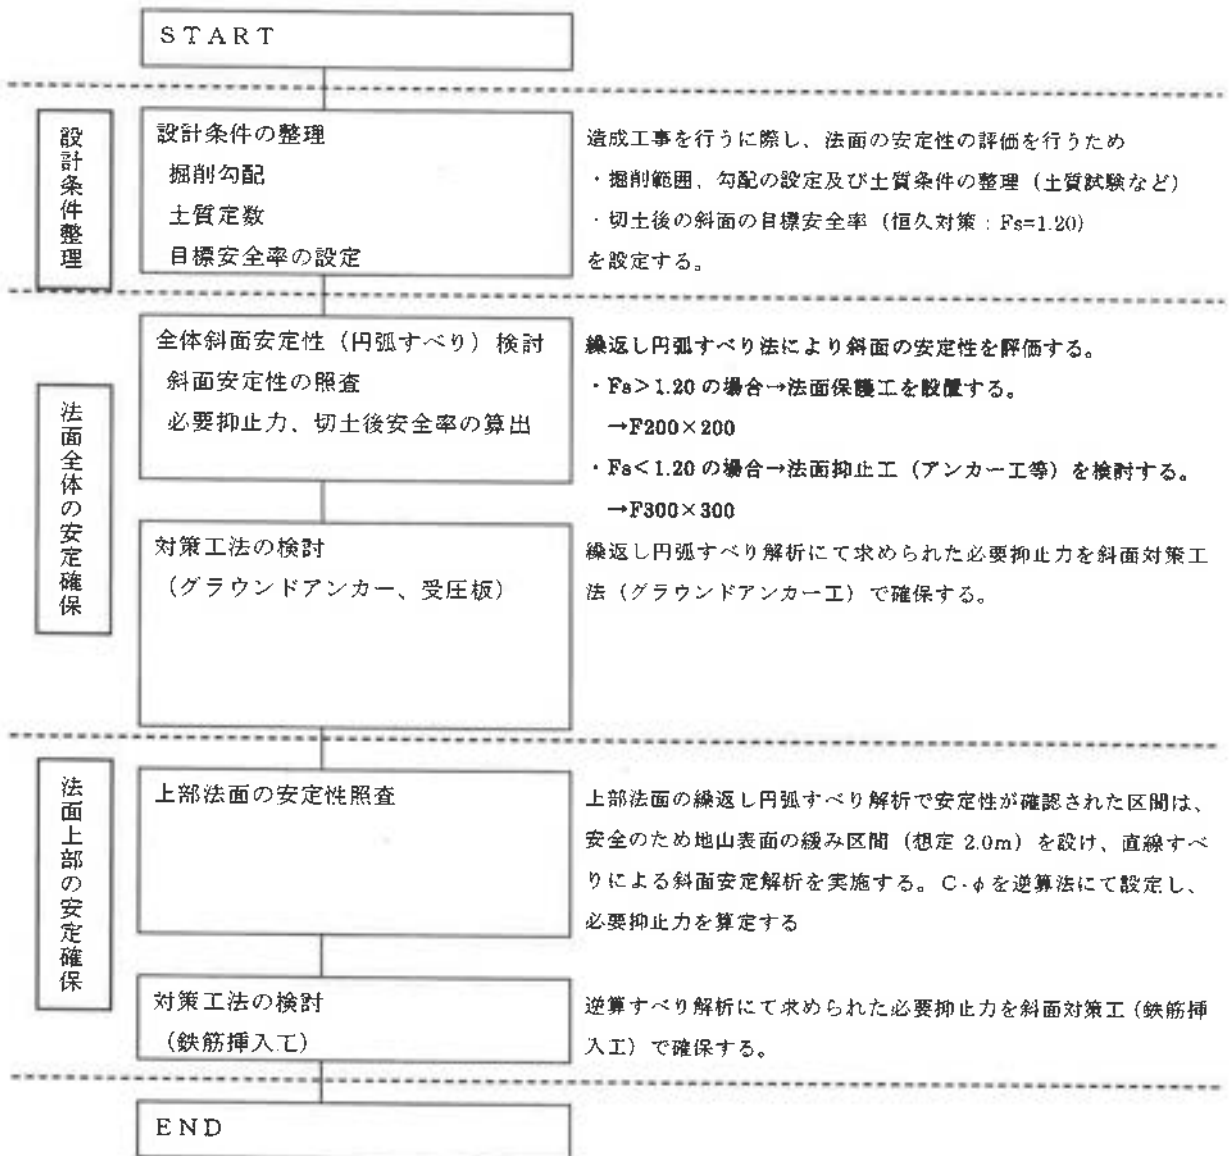 START
設計条件整理
設計条件の整理
掘削勾配
土質定数
目標安全率の設定
造成工事を行うに際し、法面の安定性の評価を行うため
・掘削範囲、勾配の設定及び土質条件の整理（土質試験など）
・切土後の斜面の目標安全率（恒久対策：Fs=1.20）
を設定する。
法面全体の安定確保
全体斜面安定性（円弧すべり）検討
斜面安定性の照査
必要抑止力、切土後安全率の算出
繰返し円弧すべり法により斜面の安定性を評価する。
・Fs＞1.20の場合→法面保護工を設置する。
→F200×200
・Fs＜1.20の場合→法面抑止工（アンカー工等）を検討する。
→F300×300
対策工法の検討
（グラウンドアンカー、受圧板）
繰返し円弧すべり解析にて求められた必要抑止力を斜面対策工
法（グラウンドアンカー工）で確保する。
法面上部の安定確保
上部法面の安定性照査
上部法面の繰返し円弧すべり解析で安定性が確認された区間は、
安全のため地山表面の緩み区間（想定 2.0m）を設け、直線すべ
りによる斜面安定解析を実施する。C・φを逆算法にて設定し、
必要抑止力を算定する
対策工法の検討
（鉄筋挿入工）
逆算すべり解析にて求められた必要抑止力を斜面対策工（鉄筋挿
入工）で確保する。
END